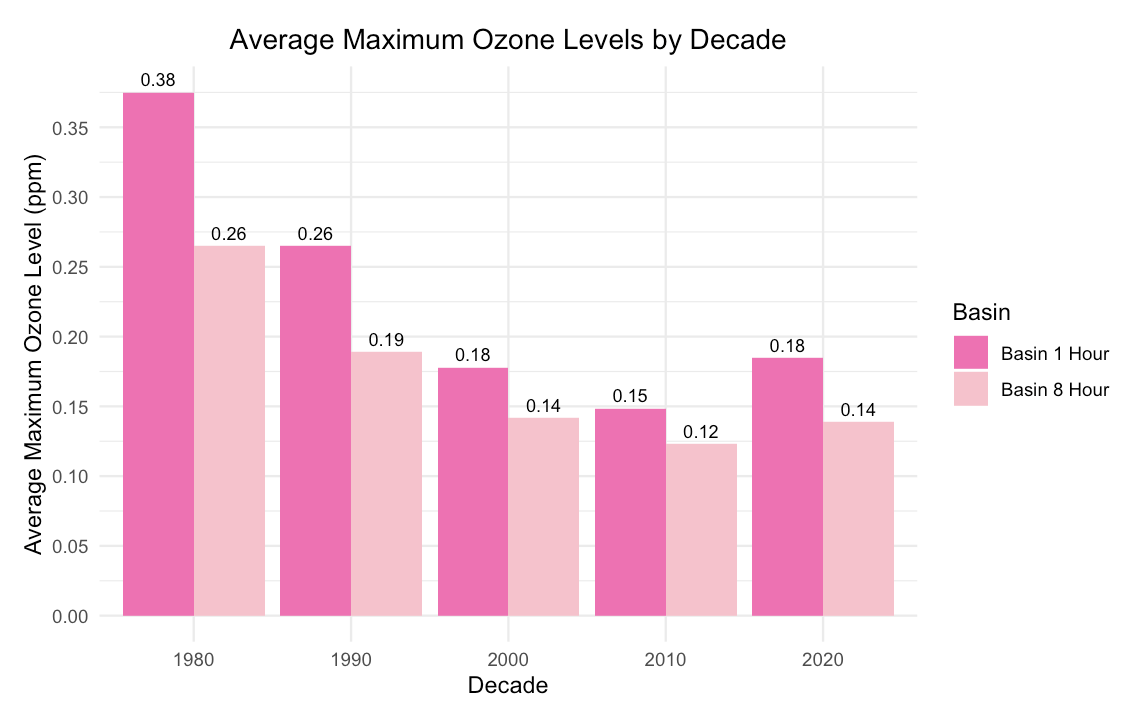 Average Maximum Ozone Levels by Decade
0.38
0.26
0.26
0.19
0.18
0.14
0.15
0.12
0.18
0.14
Average Maximum Ozone Level (ppm)
0.35
0.30
0.25
0.20
0.15
0.10
0.05
0.00
1980 1990 2000 2010 2020
Decade
Basin
Basin 1 Hour
Basin 8 Hour